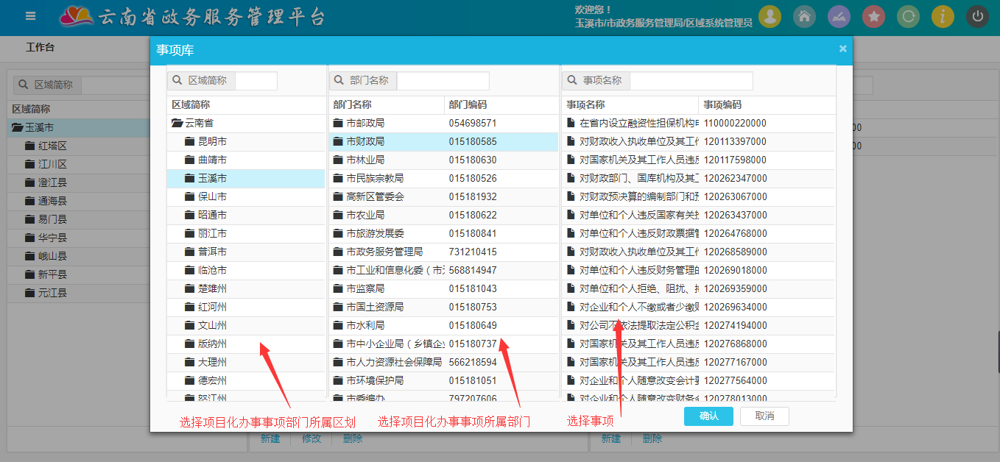 云南省政务服务管理平台
欢迎您！
玉溪市/市政务服务管理局/区域系统管理员
工作台
区域简称
区域简称
玉溪市
红塔区
江川区
澄江县
通海县
易门县
华宁县
峨山县
新平县
元江县
事项库
×
区域简称
区域简称
云南省
昆明市
曲靖市
玉溪市
保山市
昭通市
丽江市
普洱市
临沧市
楚雄州
红河州
文山州
版纳州
大理州
德宏州
怒江州
部门名称
部门名称 部门编码
市邮政局 054698571
市财政局 015180585
市林业局 015180630
市民族宗教局 015180526
高新区管委会 015181932
市农业局 015180622
市旅游发展委 015180841
市政务服务管理局 731210415
市工业和信息化委（市 568814947
市监察局 015181043
市国土资源局 015180753
市水利局 015180649
市中小企业局（乡镇企业 015180737
市人力资源社会保障局 566218594
市环境保护局 015181051
市委编办 797207606
事项名称
事项名称 事项编码
在省内设立融资性担保机构 110000220000
对财政收入执收单位及其工作 120113397000
对国家机关及其工作人员违反 120117598000
对财政部门、国库机构及其工 120262347000
对财政预决算的编制部门和预 120263067000
对单位和个人违反国家有关投 120263437000
对单位和个人违反财政票据管 120264768000
对财政收入执收单位及其工作 120268589000
对单位和个人违反财务管理的 120269018000
对单位和个人拒绝、阻扰、拖 120269359000
对企业和个人不缴或者少缴财 120269634000
对公司不依法提取法定公积金 120274194000
对国家机关及其工作人员违反 120276868000
对国家机关及其工作人员违反 120277167000
对企业和个人随意改变会计要 120277564000
对企业和个人随意改变财务会 120278013000
选择项目化办事事项部门所属区划
选择项目化办事事项所属部门
选择事项
确认
取消
00
00
新建 修改 删除
新建 删除